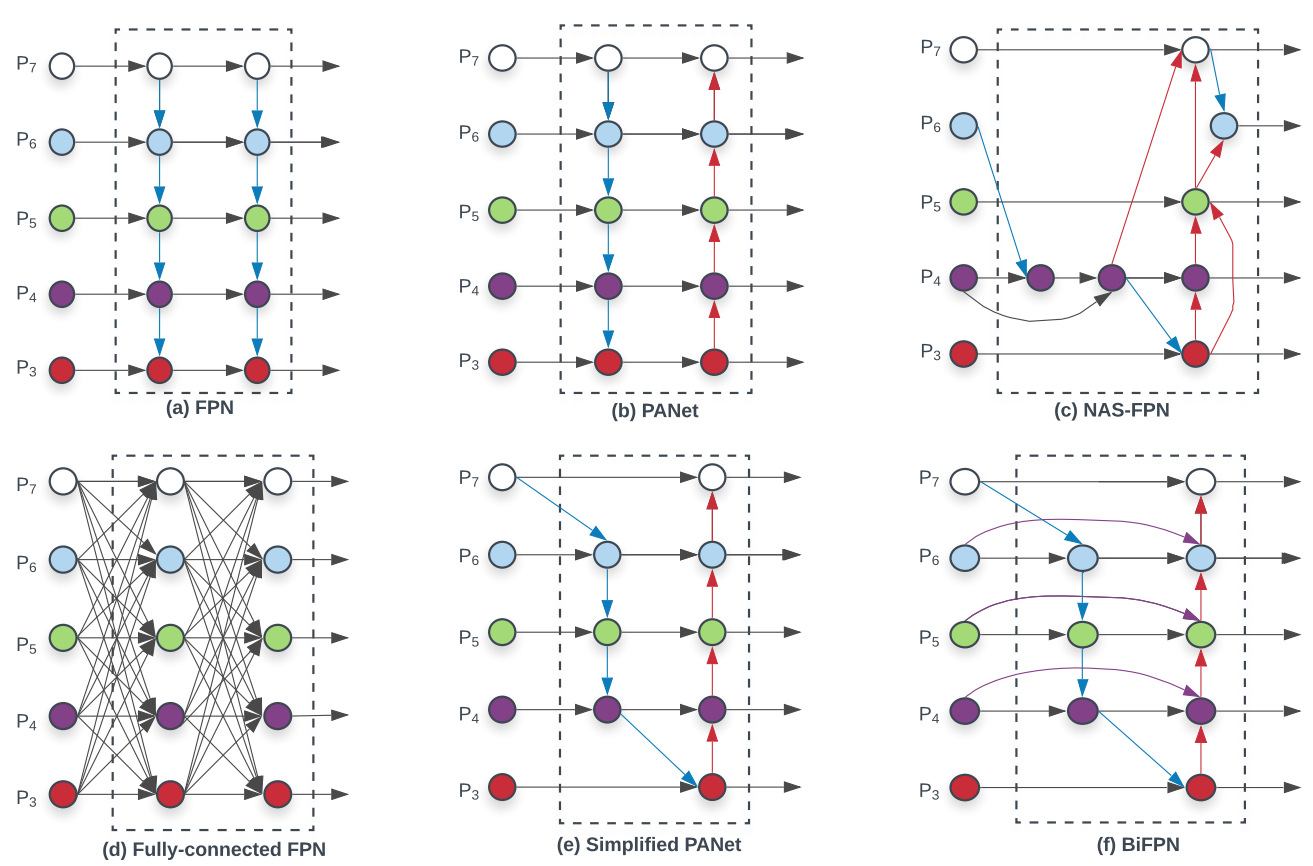 P7
P6
P5
P4
P3
(a) FPN
P7
P6
P5
P4
P3
(b) PANet
P7
P6
P5
P4
P3
(c) NAS-FPN
P7
P6
P5
P4
P3
(d) Fully-connected FPN
P7
P6
P5
P4
P3
(e) Simplified PANet
P7
P6
P5
P4
P3
(f) BiFPN